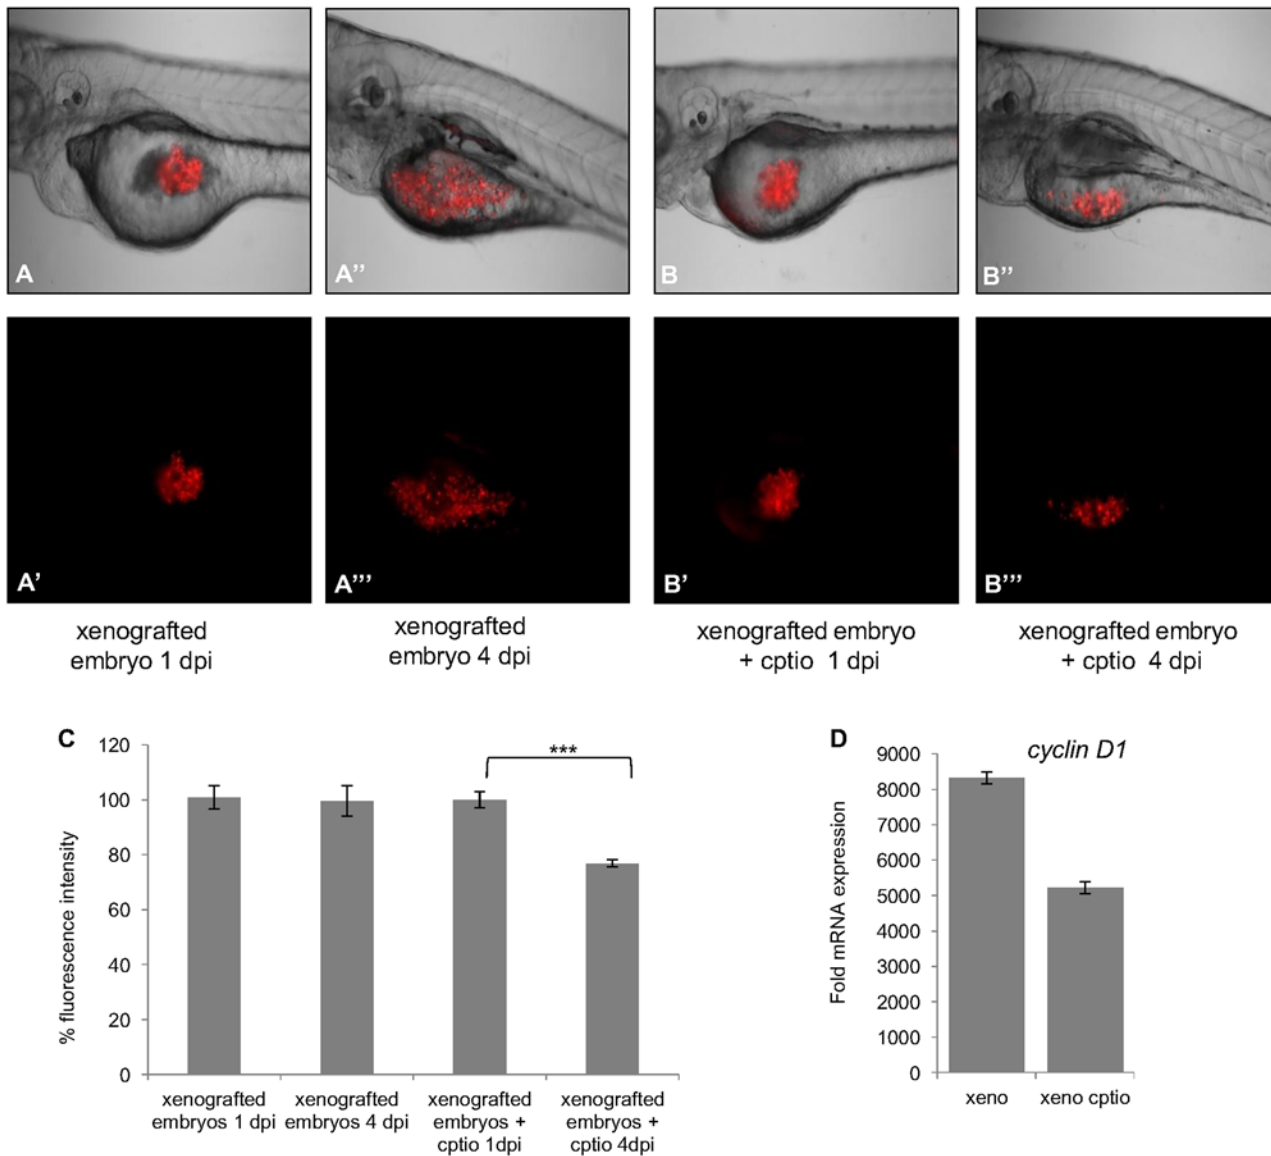 A
A’’
B
B’’
A’
A’’’
B’
B’’’
xenografted
embryo 1 dpi
xenografted
embryo 4 dpi
xenografted embryo
+ cptio 1 dpi
xenografted embryo
+ cptio 4 dpi
C
% fluorescence intensity
120
100
80
60
40
20
0
***
xenografted
embryos 1 dpi
xenografted
embryos 4 dpi
xenografted
embryos +
cptio 1dpi
xenografted
embryos +
cptio 4dpi
D
cyclin D1
Fold mRNA expression
9000
8000
7000
6000
5000
4000
3000
2000
1000
0
xeno
xeno cptio